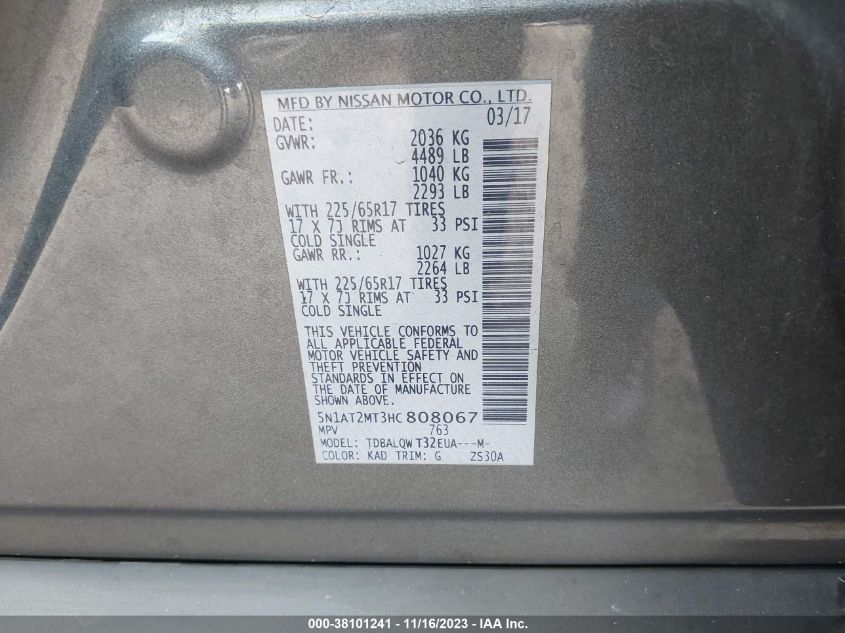 MFD BY NISSAN MOTOR CO., LTD.
DATE: 03/17
GVWR: 2036 KG
4489 LB
GAWR FR.: 1040 KG
2293 LB
WITH 225/65R17 TIRES
17 X 7J RIMS AT 33 PSI
COLD SINGLE
GAWR RR.: 1027 KG
2264 LB
WITH 225/65R17 TIRES
17 X 7J RIMS AT 33 PSI
COLD SINGLE
THIS VEHICLE CONFORMS TO
ALL APPLICABLE FEDERAL
MOTOR VEHICLE SAFETY AND
THEFT PREVENTION
STANDARDS IN EFFECT ON
THE DATE OF MANUFACTURE
SHOWN ABOVE.
5N1AT2MT3HC808067
MPV 763
MODEL: TDBALQWT32EUA---M-
COLOR: KAD TRIM: G ZS30A
000-38101241 - 11/16/2023 - IAA Inc.